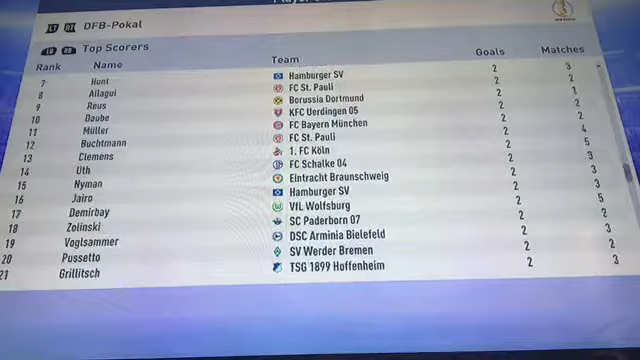 LT RT DFB-Pokal
LB RB Top Scorers
Rank Name Team Goals Matches
7 Hunt Hamburger SV 2 3
8 Allagui FC St. Pauli 2 2
9 Reus Borussia Dortmund 2 1
10 Daube KFC Uerdingen 05 2 2
11 Müller FC Bayern München 2 2
12 Buchtmann FC St. Pauli 2 4
13 Clemens 1. FC Köln 2 5
14 Uth FC Schalke 04 2 3
15 Nyman Eintracht Braunschweig 2 3
16 Jairo Hamburger SV 2 3
17 Demirbay VfL Wolfsburg 2 5
18 Zolinski SC Paderborn 07 2 2
19 Voglsammer DSC Arminia Bielefeld 2 3
20 Pussetto SV Werder Bremen 2 2
21 Grillitsch TSG 1899 Hoffenheim 2 3